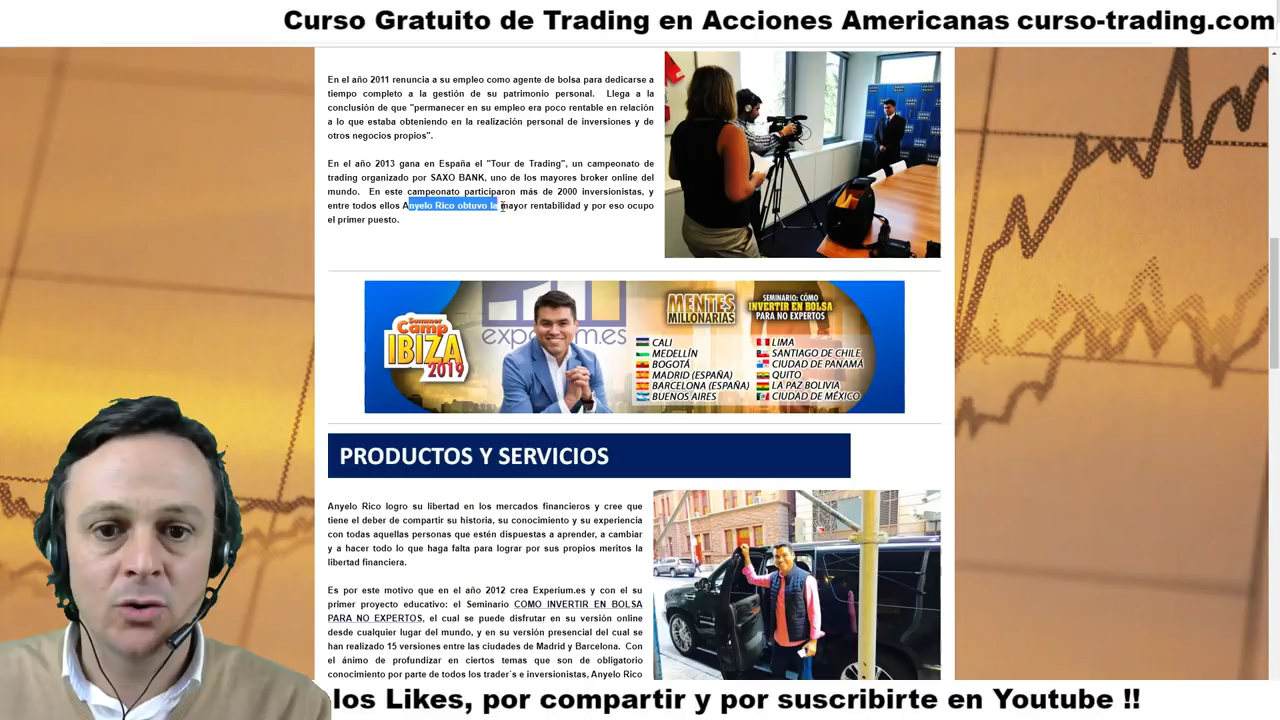 Curso Gratuito de Trading en Acciones Americanas curso-trading.com
En el año 2011 renuncia a su empleo como agente de bolsa para dedicarse a
tiempo completo a la gestión de su patrimonio personal. Llega a la
conclusión de que "permanecer en su empleo era poco rentable en relación
a lo que estaba obteniendo en la realización personal de inversiones y de
otros negocios propios".
En el año 2013 gana en España el "Tour de Trading", un campeonato de
trading organizado por SAXO BANK, uno de los mayores broker online del
mundo. En este campeonato participaron más de 2000 inversionistas, y
entre todos ellos Anyelo Rico obtuvo la mayor rentabilidad y por eso ocupo
el primer puesto.
Summer
Camp
IBIZA
2019
experium.es
MENTES
MILLONARIAS
SEMINARIO: CÓMO
INVERTIR EN BOLSA
PARA NO EXPERTOS
CALI
MEDELLÍN
BOGOTÁ
MADRID (ESPAÑA)
BARCELONA (ESPAÑA)
BUENOS AIRES
LIMA
SANTIAGO DE CHILE
CIUDAD DE PANAMÁ
QUITO
LA PAZ BOLIVIA
CIUDAD DE MÉXICO
PRODUCTOS Y SERVICIOS
Anyelo Rico logro su libertad en los mercados financieros y cree que
tiene el deber de compartir su historia, su conocimiento y su experiencia
con todas aquellas personas que estén dispuestas a aprender, a cambiar
y a hacer todo lo que haga falta para lograr por sus propios meritos la
libertad financiera.
Es por este motivo que en el año 2012 crea Experium.es y con el su
primer proyecto educativo: el Seminario COMO INVERTIR EN BOLSA
PARA NO EXPERTOS, el cual se puede disfrutar en su versión online
desde cualquier lugar del mundo, y en su versión presencial del cual se
han realizado 15 versiones entre las ciudades de Madrid y Barcelona. Con
el ánimo de profundizar en ciertos temas que son de obligatorio
conocimiento por parte de todos los trader´s e inversionistas, Anyelo Rico
los Likes, por compartir y por suscribirte en Youtube !!